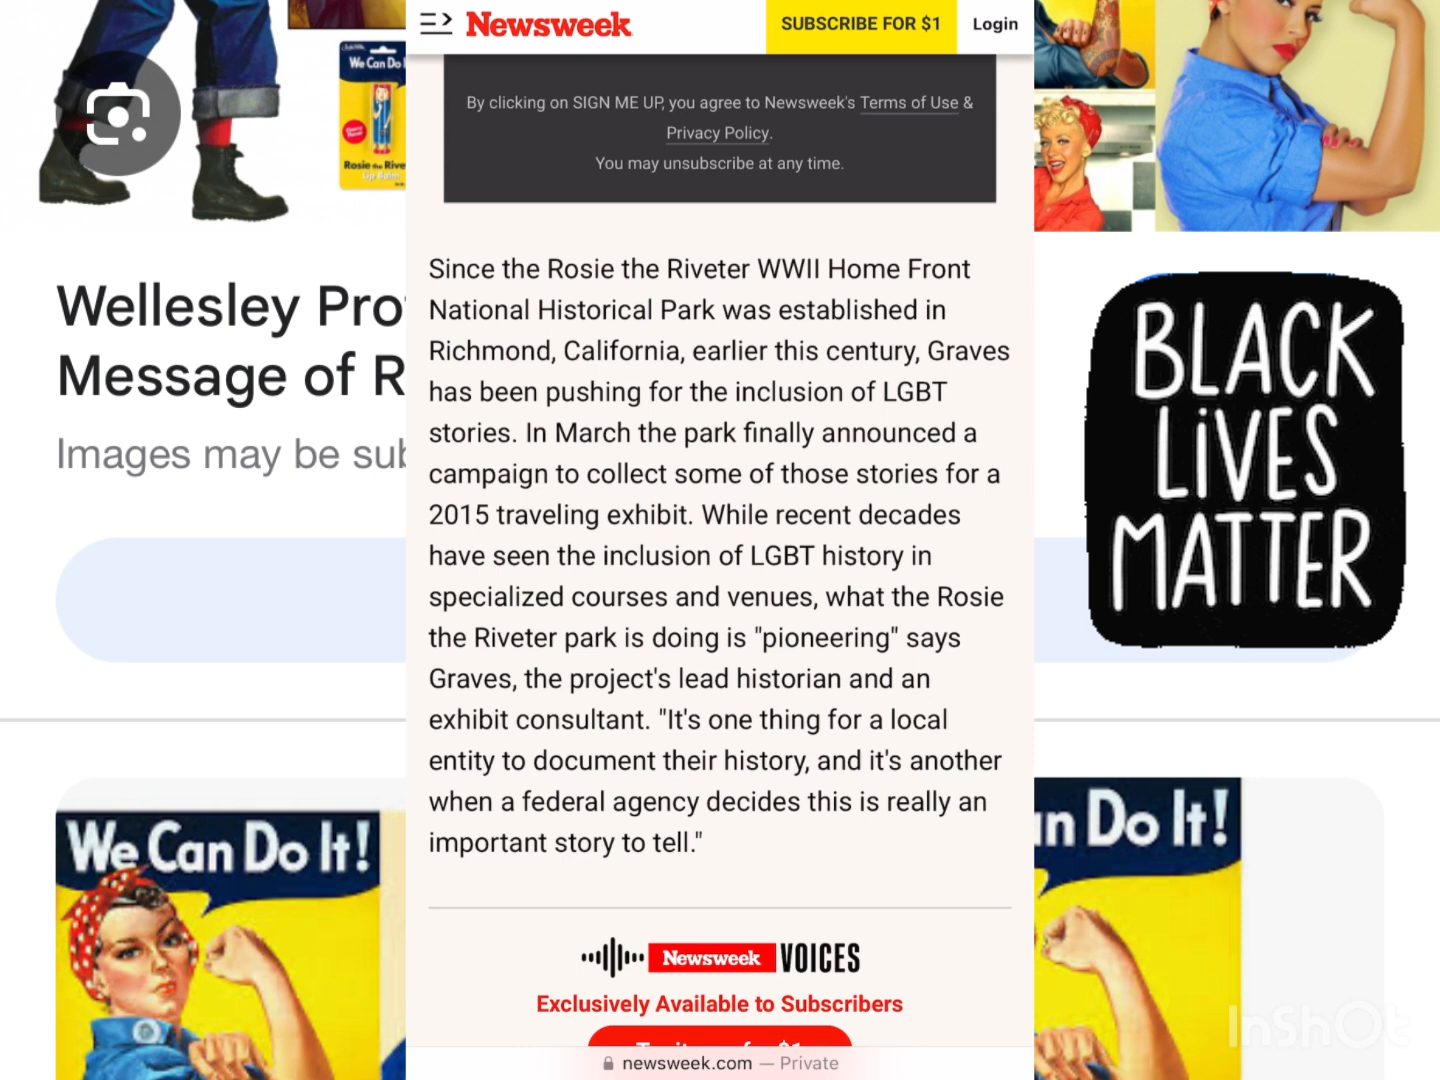 Newsweek
SUBSCRIBE FOR $1
Login
By clicking on SIGN ME UP, you agree to Newsweek's Terms of Use &
Privacy Policy.
You may unsubscribe at any time.
Since the Rosie the Riveter WWII Home Front
National Historical Park was established in
Richmond, California, earlier this century, Graves
has been pushing for the inclusion of LGBT
stories. In March the park finally announced a
campaign to collect some of those stories for a
2015 traveling exhibit. While recent decades
have seen the inclusion of LGBT history in
specialized courses and venues, what the Rosie
the Riveter park is doing is "pioneering" says
Graves, the project's lead historian and an
exhibit consultant. "It's one thing for a local
entity to document their history, and it's another
when a federal agency decides this is really an
important story to tell."
Newsweek VOICES
Exclusively Available to Subscribers
newsweek.com — Private
We Can Do
Rosie the Rive
Lip Balm
Wellesley Pro
Message of R
Images may be sub
We Can Do It!
BLACK
LiVES
MATTER
n Do It!
InShOt